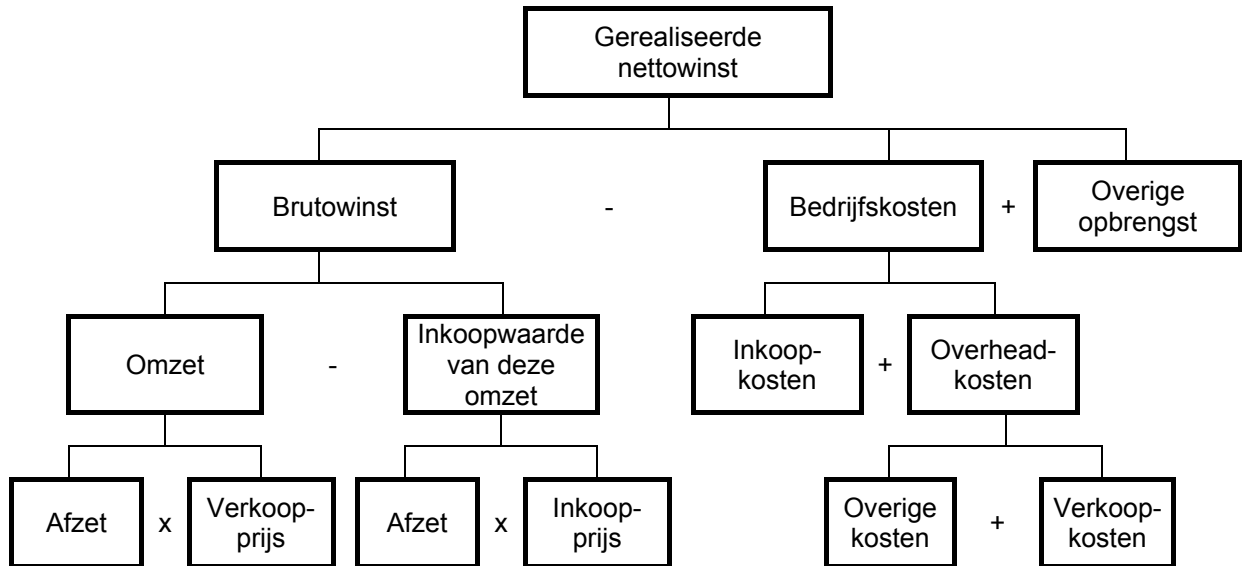 Gerealiseerde
nettowinst
Brutowinst
-
Bedrijfskosten
+
Overige
opbrengst
Omzet
-
Inkoopwaarde
van deze
omzet
Inkoop-
kosten
+
Overhead-
kosten
Afzet
x
Verkoop-
prijs
Afzet
x
Inkoop-
prijs
Overige
kosten
+
Verkoop-
kosten